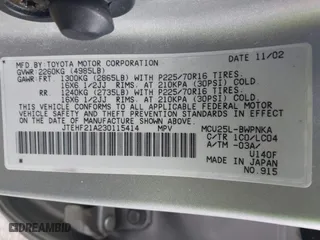 MFD. BY: TOYOTA MOTOR CORPORATION DATE 11/02
GVWR: 2260KG (4985LB)
GAWR FRT 1300KG (2865LB) WITH P225/70R16 TIRES.
16X6 1/2JJ RIMS. AT 210KPA (30PSI) COLD.
RR 1240KG (2735LB) WITH P225/70R16 TIRES.
16X6 1/2JJ RIMS. AT 210KPA (30PSI) COLD.
THIS VEHICLE CONFORMS TO ALL APPLICABLE FEDERAL MOTOR
VEHICLE SAFETY AND BUMPER STANDARDS IN EFFECT ON
THE DATE OF MANUFACTURE SHOWN ABOVE.
JTEHF21A230115414 MPV MCU25L-BWPNKA
C/TR 1C0/LC04
A/TM -03A/
U140F
MADE IN JAPAN
NO.915